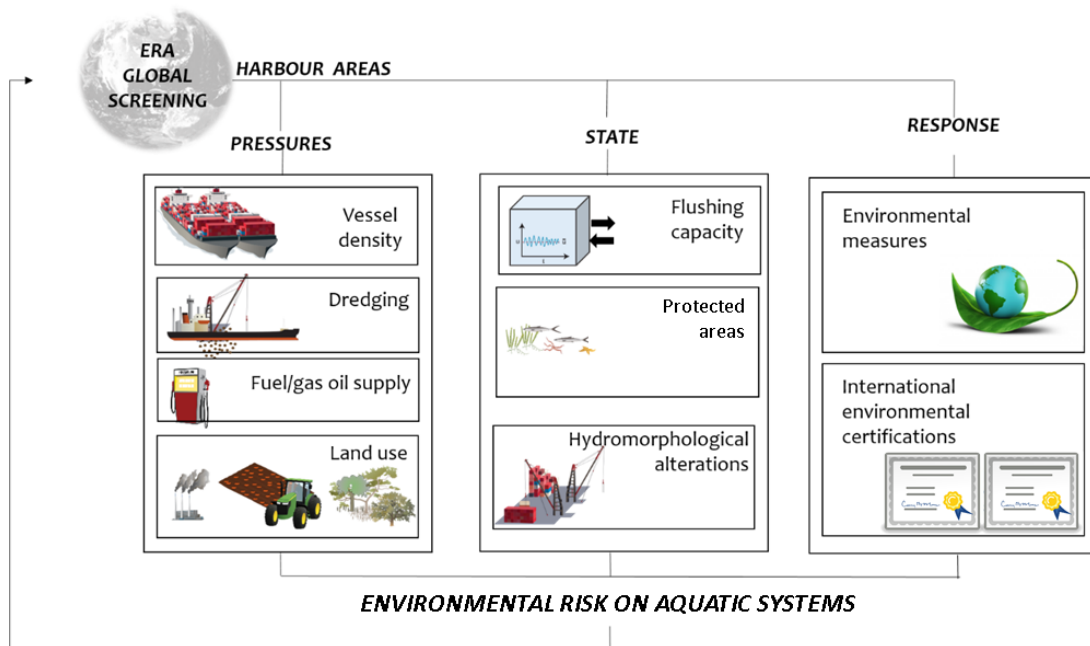 ERA
GLOBAL
SCREENING
HARBOUR AREAS
PRESSURES
STATE
RESPONSE
Vessel
density
Dredging
Fuel/gas oil supply
Land use
Flushing
capacity
u
t
Protected
areas
Hydromorphological
alterations
Environmental
measures
International
environmental
certifications
ENVIRONMENTAL RISK ON AQUATIC SYSTEMS